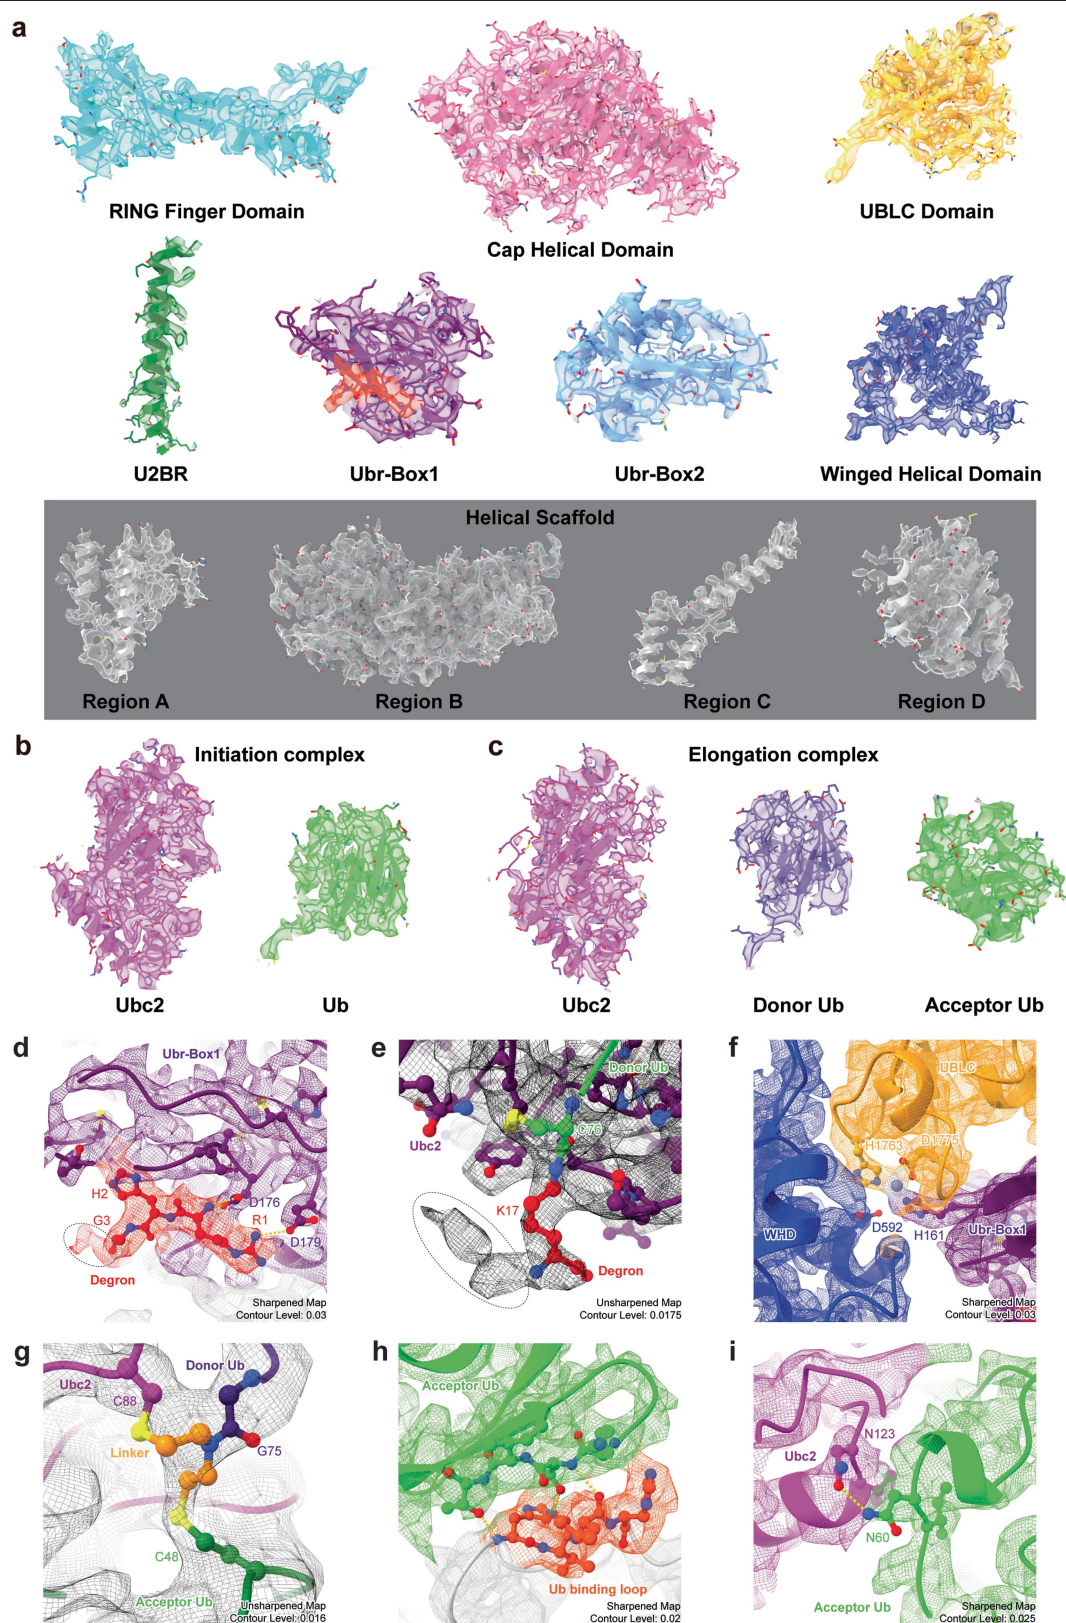 a
RING Finger Domain
Cap Helical Domain
UBLC Domain
U2BR
Ubr-Box1
Ubr-Box2
Winged Helical Domain
Helical Scaffold
Region A
Region B
Region C
Region D
b
Initiation complex
c
Elongation complex
Ubc2
Ub
Ubc2
Donor Ub
Acceptor Ub
d
Ubr-Box1
H2
D176
G3
R1
D179
Degron
Sharpened Map
Contour Level: 0.03
e
Donor Ub
C76
Ubc2
K17
Degron
Unsharpened Map
Contour Level: 0.0175
f
UBLC
H1763
D1775
WHD
D592
H161
Ubr-Box1
Sharpened Map
Contour Level: 0.03
g
Donor Ub
Ubc2
C88
Linker
G75
C48
Acceptor Ub
Unsharpened Map
Contour Level: 0.016
h
Acceptor Ub
Ub binding loop
Sharpened Map
Contour Level: 0.02
i
N123
Ubc2
N60
Acceptor Ub
Sharpened Map
Contour Level: 0.025